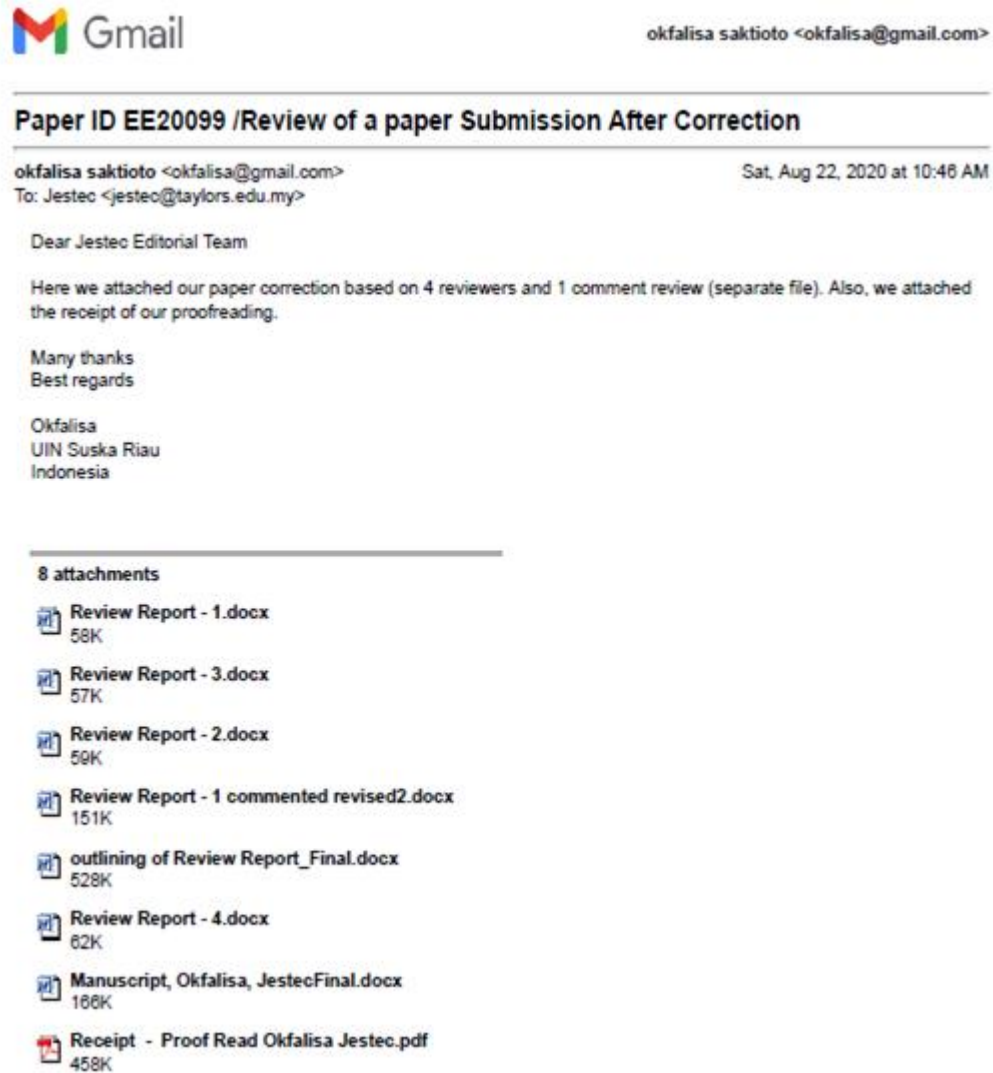 Gmail
okfalisa saktioto <okfalisa@gmail.com>
Paper ID EE20099 /Review of a paper Submission After Correction
okfalisa saktioto <okfalisa@gmail.com>
Sat, Aug 22, 2020 at 10:46 AM
To: Jestec <jestec@taylors.edu.my>
Dear Jestec Editorial Team
Here we attached our paper correction based on 4 reviewers and 1 comment review (separate file). Also, we attached
the receipt of our proofreading.
Many thanks
Best regards
Okfalisa
UIN Suska Riau
Indonesia
8 attachments
Review Report - 1.docx
58K
Review Report - 3.docx
57K
Review Report - 2.docx
59K
Review Report - 1 commented revised2.docx
151K
outlining of Review Report_Final.docx
528K
Review Report - 4.docx
62K
Manuscript, Okfalisa, JestecFinal.docx
166K
Receipt - Proof Read Okfalisa Jestec.pdf
458K